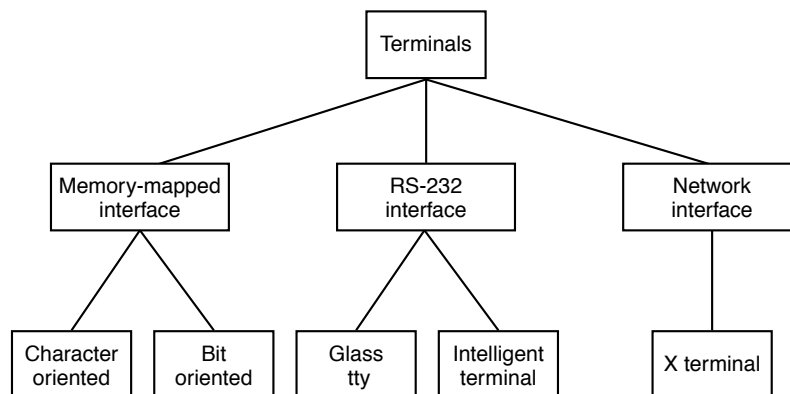 Terminals
Memory-mapped
interface
RS-232
interface
Network
interface
Character
oriented
Bit
oriented
Glass
tty
Intelligent
terminal
X terminal